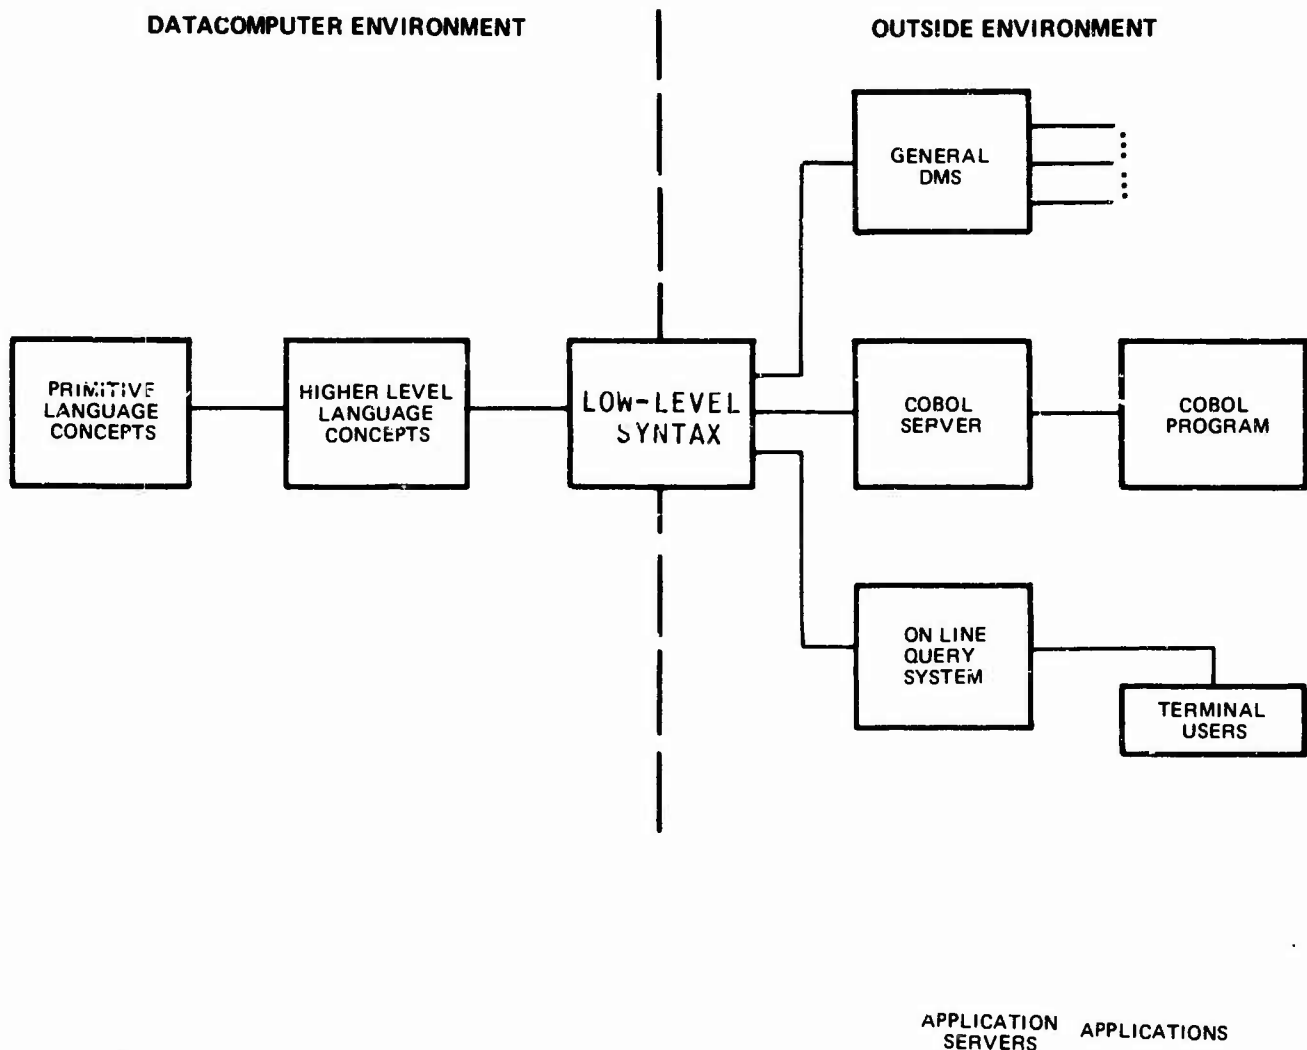 DATACOMPUTER ENVIRONMENT
OUTSIDE ENVIRONMENT
GENERAL
DMS
PRIMITIVE
LANGUAGE
CONCEPTS
HIGHER LEVEL
LANGUAGE
CONCEPTS
LOW-LEVEL
SYNTAX
COBOL
SERVER
COBOL
PROGRAM
ON LINE
QUERY
SYSTEM
TERMINAL
USERS
APPLICATION
SERVERS
APPLICATIONS